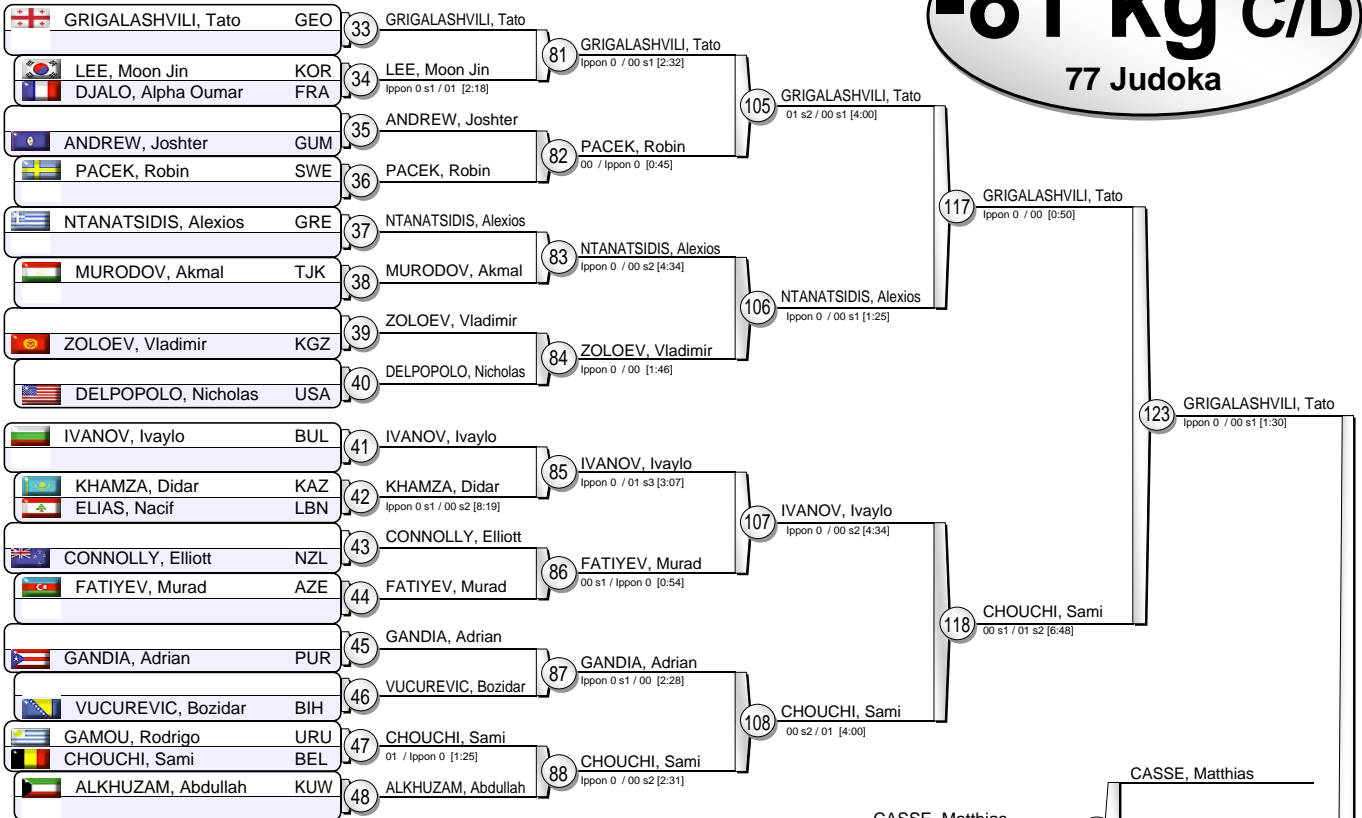 -81 kg C/D
77 Judoka
GRIGALASHVILI, Tato GEO
33
LEE, Moon Jin KOR
DJALO, Alpha Oumar FRA
34
ANDREW, Joshter GUM
35
PACEK, Robin SWE
36
NTANATSIDIS, Alexios GRE
37
MURODOV, Akmal TJK
38
ZOLOEV, Vladimir KGZ
39
DELPOPOLO, Nicholas USA
40
IVANOV, Ivaylo BUL
41
KHAMZA, Didar KAZ
ELIAS, Nacif LBN
42
CONNOLLY, Elliott NZL
43
FATIYEV, Murad AZE
44
GANDIA, Adrian PUR
45
VUCUREVIC, Bozidar BIH
46
GAMOU, Rodrigo URU
CHOUCHI, Sami BEL
47
ALKHUZAM, Abdullah KUW
48
GRIGALASHVILI, Tato
LEE, Moon Jin
Ippon 0 s1 / 01 [2:18]
81
ANDREW, Joshter
PACEK, Robin
82
NTANATSIDIS, Alexios
MURODOV, Akmal
83
ZOLOEV, Vladimir
DELPOPOLO, Nicholas
84
IVANOV, Ivaylo
KHAMZA, Didar
Ippon 0 s1 / 00 s2 [8:19]
85
CONNOLLY, Elliott
FATIYEV, Murad
86
GANDIA, Adrian
VUCUREVIC, Bozidar
87
CHOUCHI, Sami
01 / Ippon 0 [1:25]
ALKHUZAM, Abdullah
88
GRIGALASHVILI, Tato
Ippon 0 / 00 s1 [2:32]
PACEK, Robin
00 / Ippon 0 [0:45]
105
NTANATSIDIS, Alexios
Ippon 0 / 00 s2 [4:34]
ZOLOEV, Vladimir
Ippon 0 / 00 [1:46]
106
IVANOV, Ivaylo
Ippon 0 / 01 s3 [3:07]
FATIYEV, Murad
00 s1 / Ippon 0 [0:54]
107
GANDIA, Adrian
Ippon 0 s1 / 00 [2:28]
CHOUCHI, Sami
Ippon 0 / 00 s2 [2:31]
108
GRIGALASHVILI, Tato
01 s2 / 00 s1 [4:00]
NTANATSIDIS, Alexios
Ippon 0 / 00 s1 [1:25]
117
IVANOV, Ivaylo
Ippon 0 / 00 s2 [4:34]
CHOUCHI, Sami
00 s2 / 01 [4:00]
118
GRIGALASHVILI, Tato
Ippon 0 / 00 [0:50]
CHOUCHI, Sami
00 s1 / 01 s2 [6:48]
123
GRIGALASHVILI, Tato
Ippon 0 / 00 s1 [1:30]
CASSE, Matthias
CASSE, Matthias